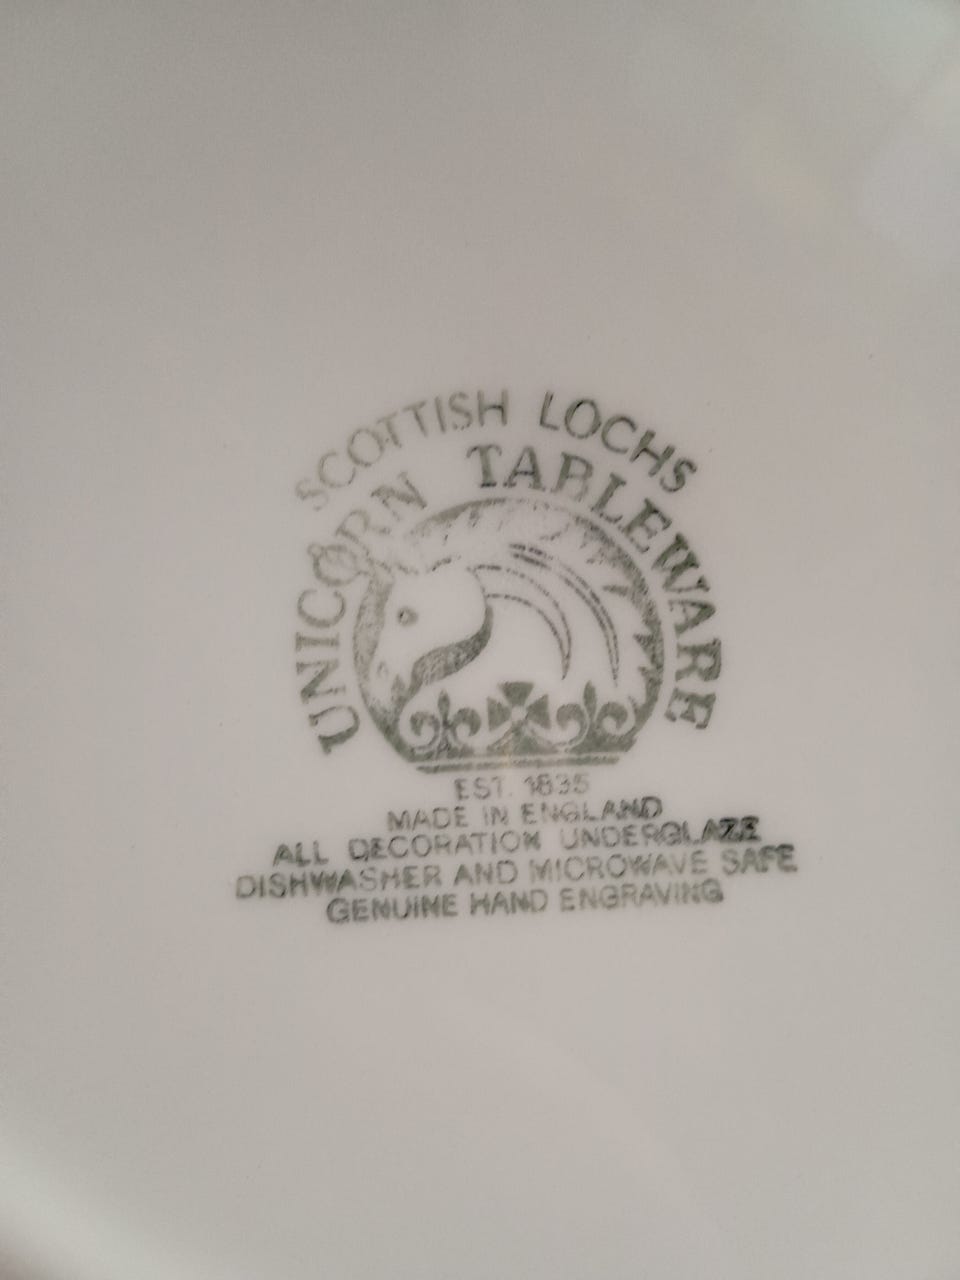 SCOTTISH LOCHS
UNICORN TABLEWARE
EST. 1835
MADE IN ENGLAND
ALL DECORATION UNDERGLAZE
DISHWASHER AND MICROWAVE SAFE
GENUINE HAND ENGRAVING